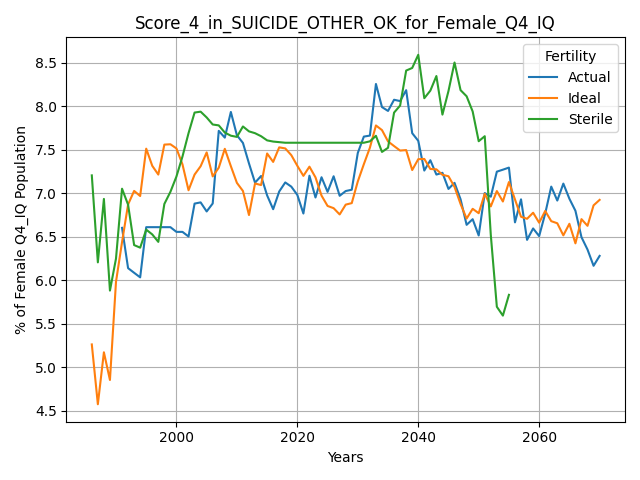 Score_4_in_SUICIDE_OTHER_OK_for_Female_Q4_IQ
Fertility
Actual
Ideal
Sterile
% of Female Q4_IQ Population
8.5
8.0
7.5
7.0
6.5
6.0
5.5
5.0
4.5
2000
2020
2040
2060
Years